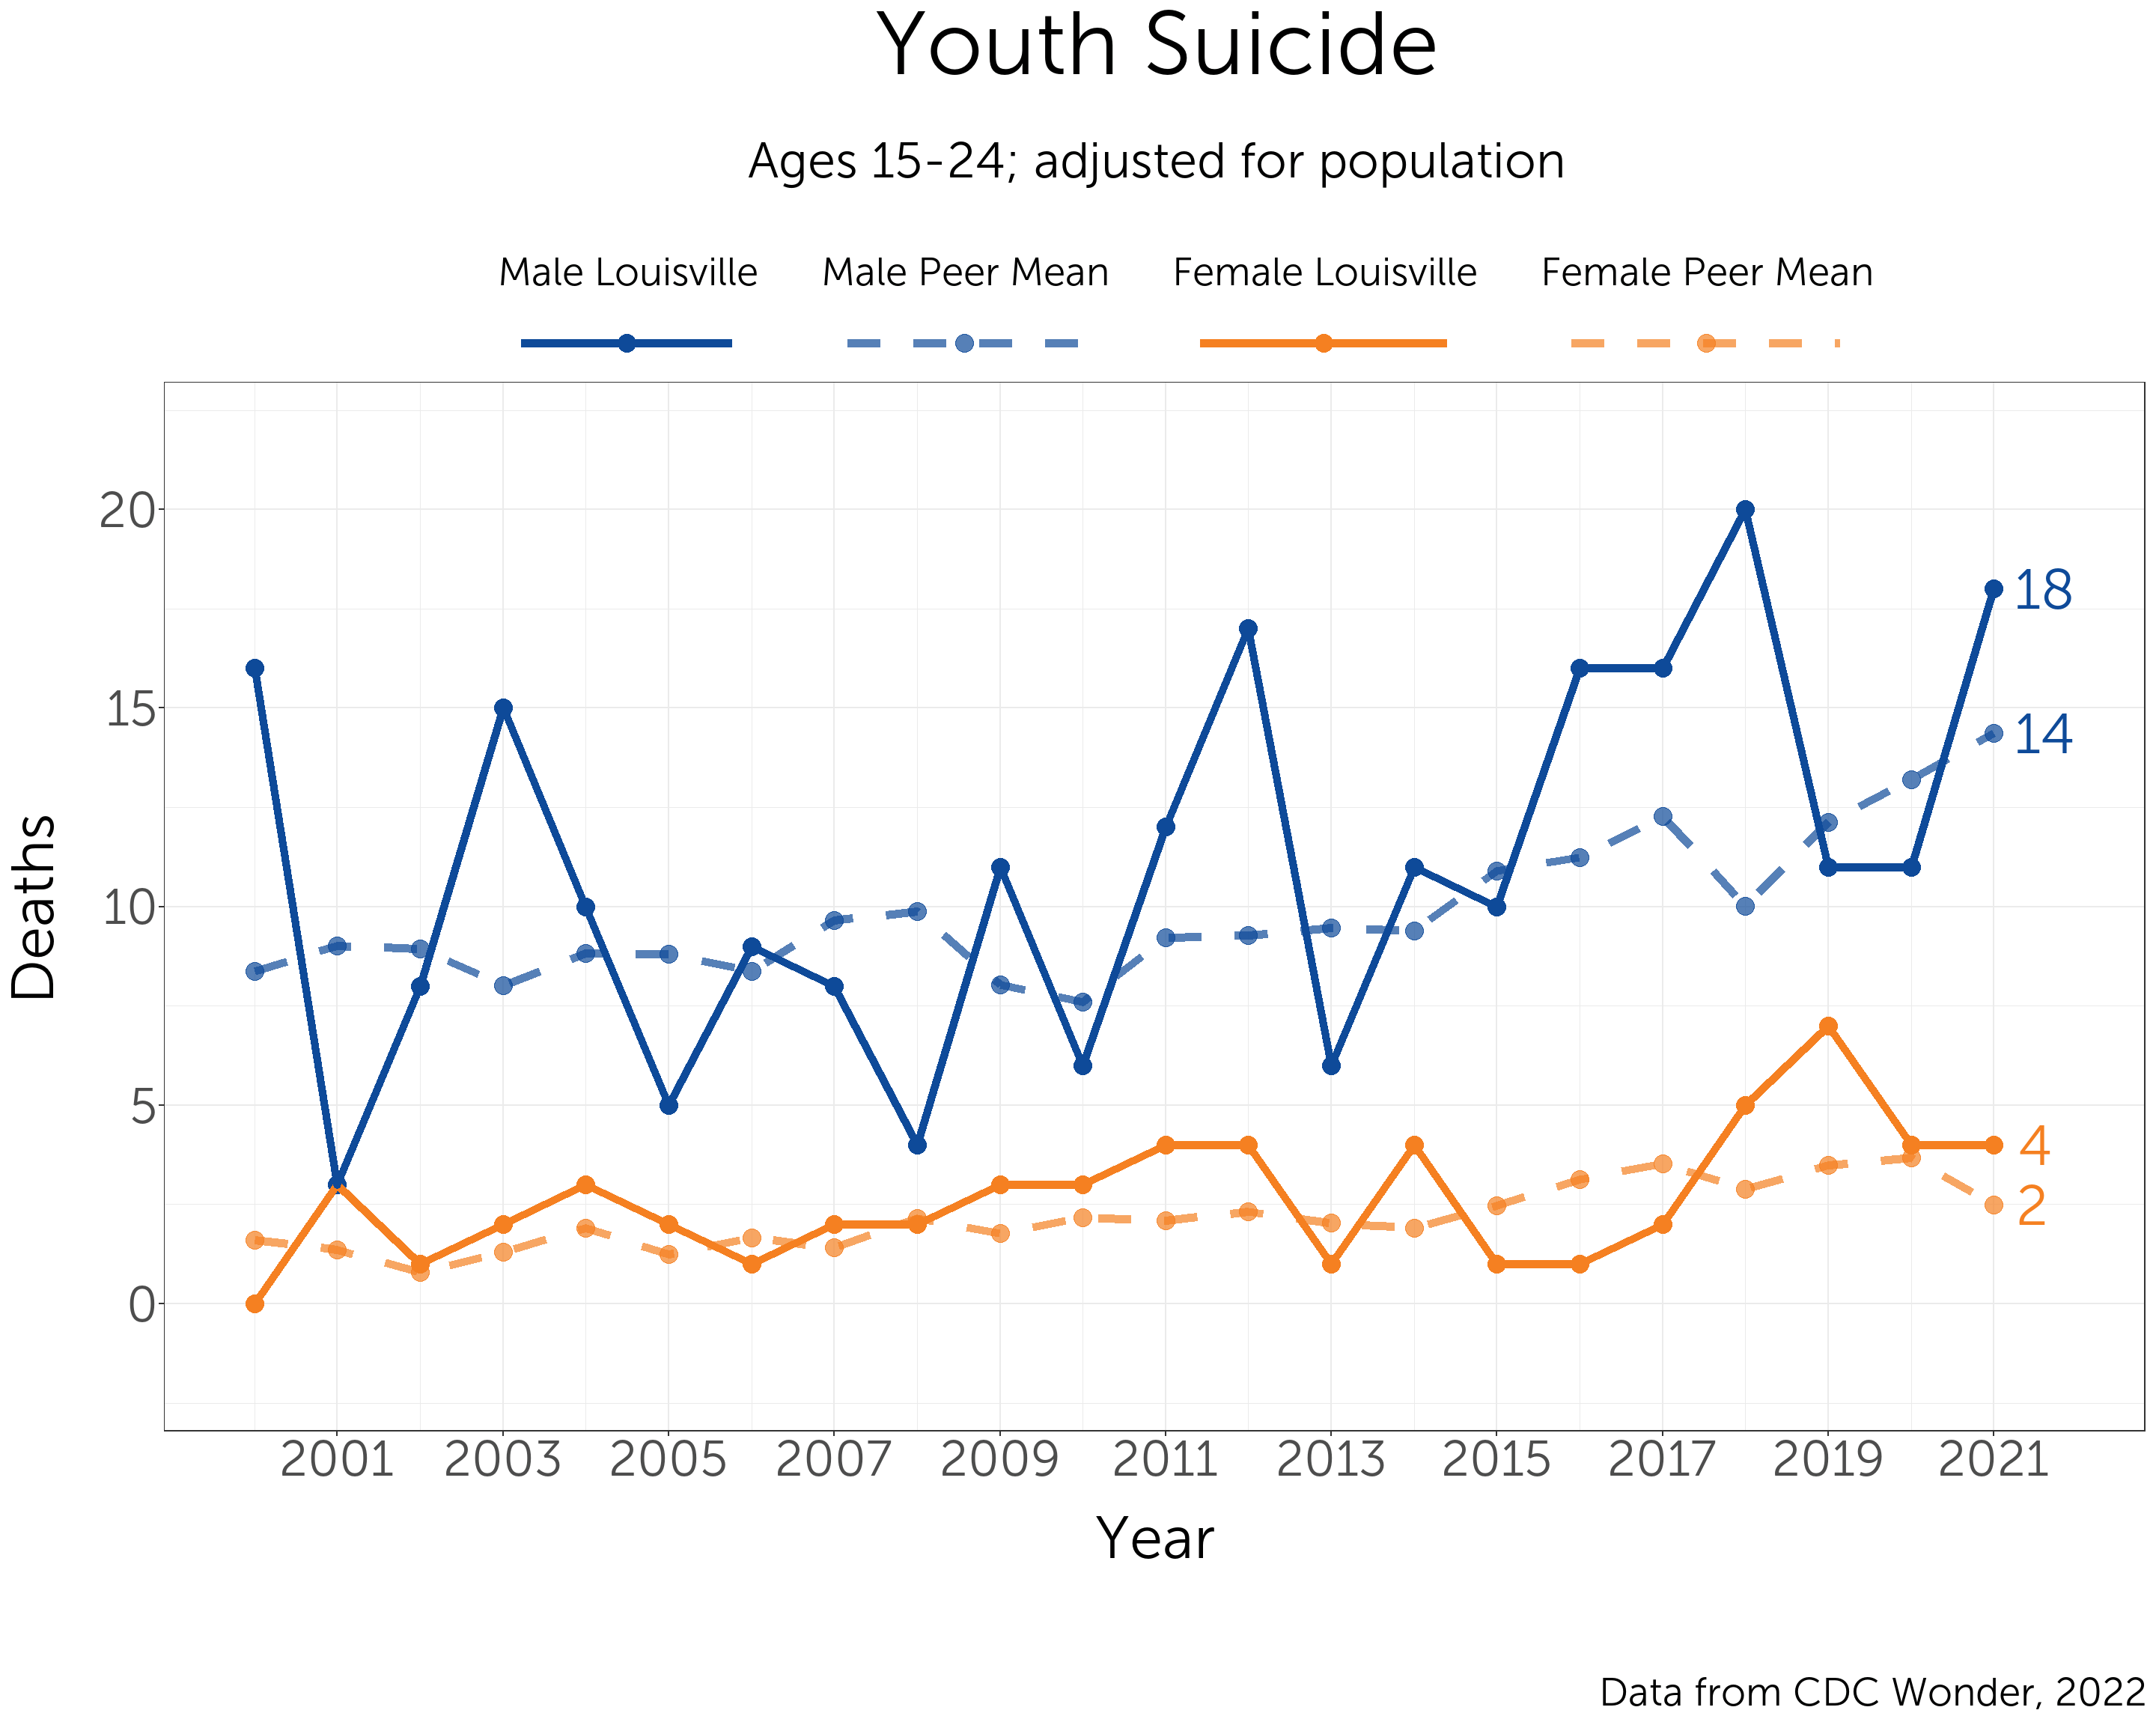 Youth Suicide
Ages 15-24; adjusted for population
Male Louisville Male Peer Mean Female Louisville Female Peer Mean
20
15
10
5
0
Deaths
18
14
4
2
2001 2003 2005 2007 2009 2011 2013 2015 2017 2019 2021
Year
Data from CDC Wonder, 2022